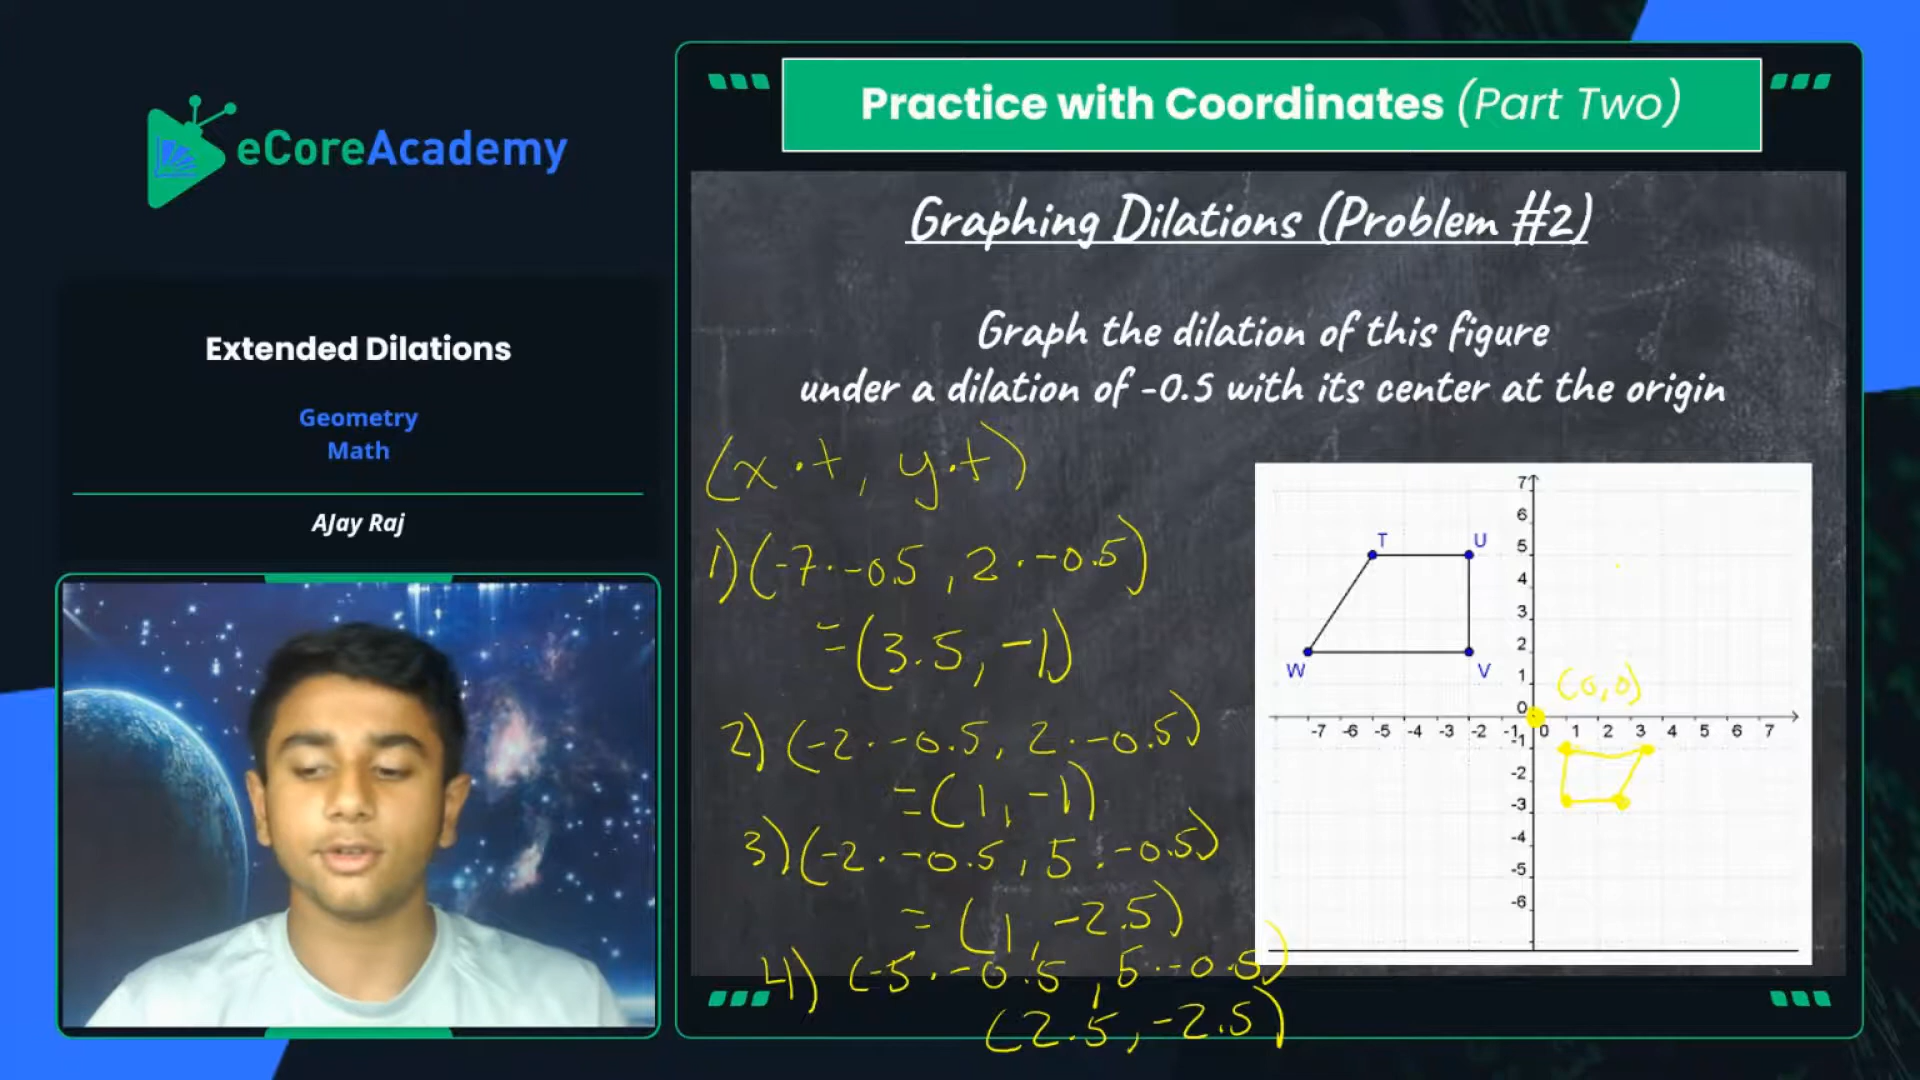 eCoreAcademy
Extended Dilations
Geometry
Math
AJay Raj
Practice with Coordinates (Part Two)
Graphing Dilations (Problem #2)
Graph the dilation of this figure
under a dilation of -0.5 with its center at the origin
(x·t, y·t)
1) (-7·-0.5, 2·-0.5)
=(3.5, -1)
2) (-2·-0.5, 2·-0.5)
=(1, -1)
3) (-2·-0.5, 5·-0.5)
= (1, -2.5)
4) (-5·-0.5, 5·-0.5)
(2.5, -2.5)
7
6
T U
5
4
3
2
W V
1
(0,0)
0
-7 -6 -5 -4 -3 -2 -1 0 1 2 3 4 5 6 7
-1
-2
-3
-4
-5
-6